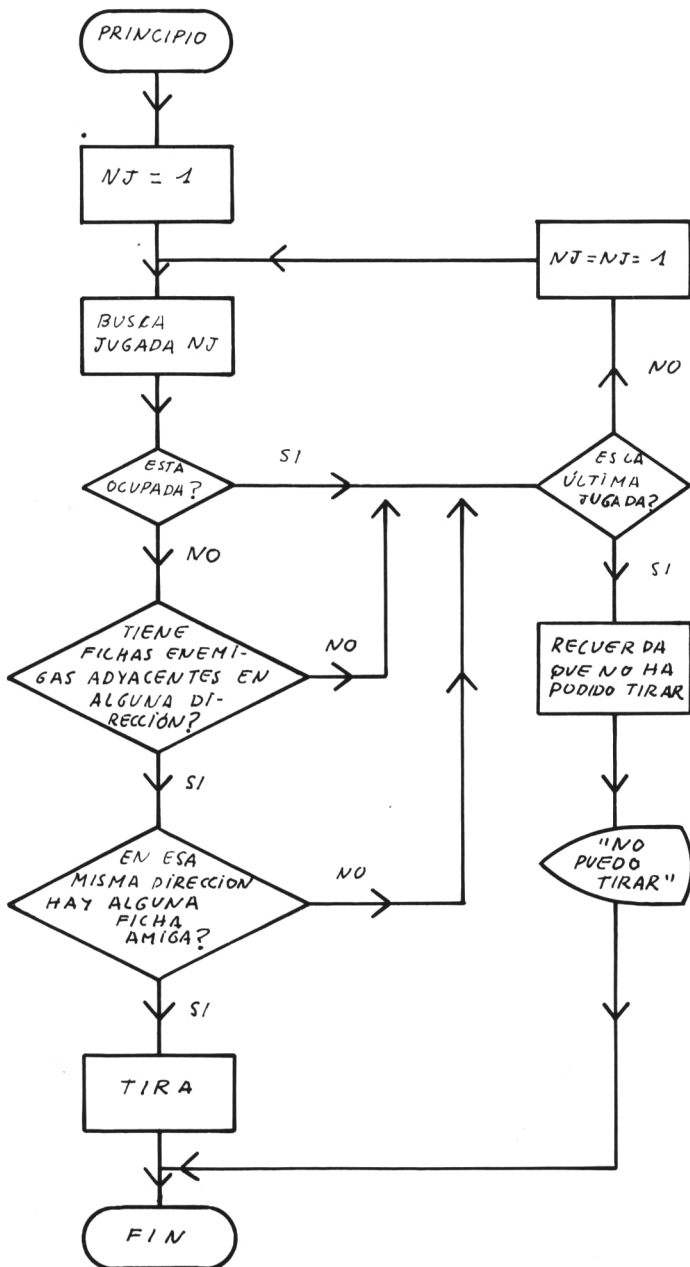 PRINCIPIO
NJ = 1
NJ = NJ = 1
BUSCA
JUGADA NJ
NO
ESTA
OCUPADA?
SI
ES LA
ÚLTIMA
JUGADA?
NO
SI
TIENE
FICHAS ENEMI-
GAS ADYACENTES EN
ALGUNA DI-
RECCIÓN?
NO
RECUERDA
QUE NO HA
PODIDO TIRAR
SI
EN ESA
MISMA DIRECCION
HAY ALGUNA
FICHA
AMIGA?
NO
"NO
PUEDO
TIRAR"
SI
TIRA
FIN